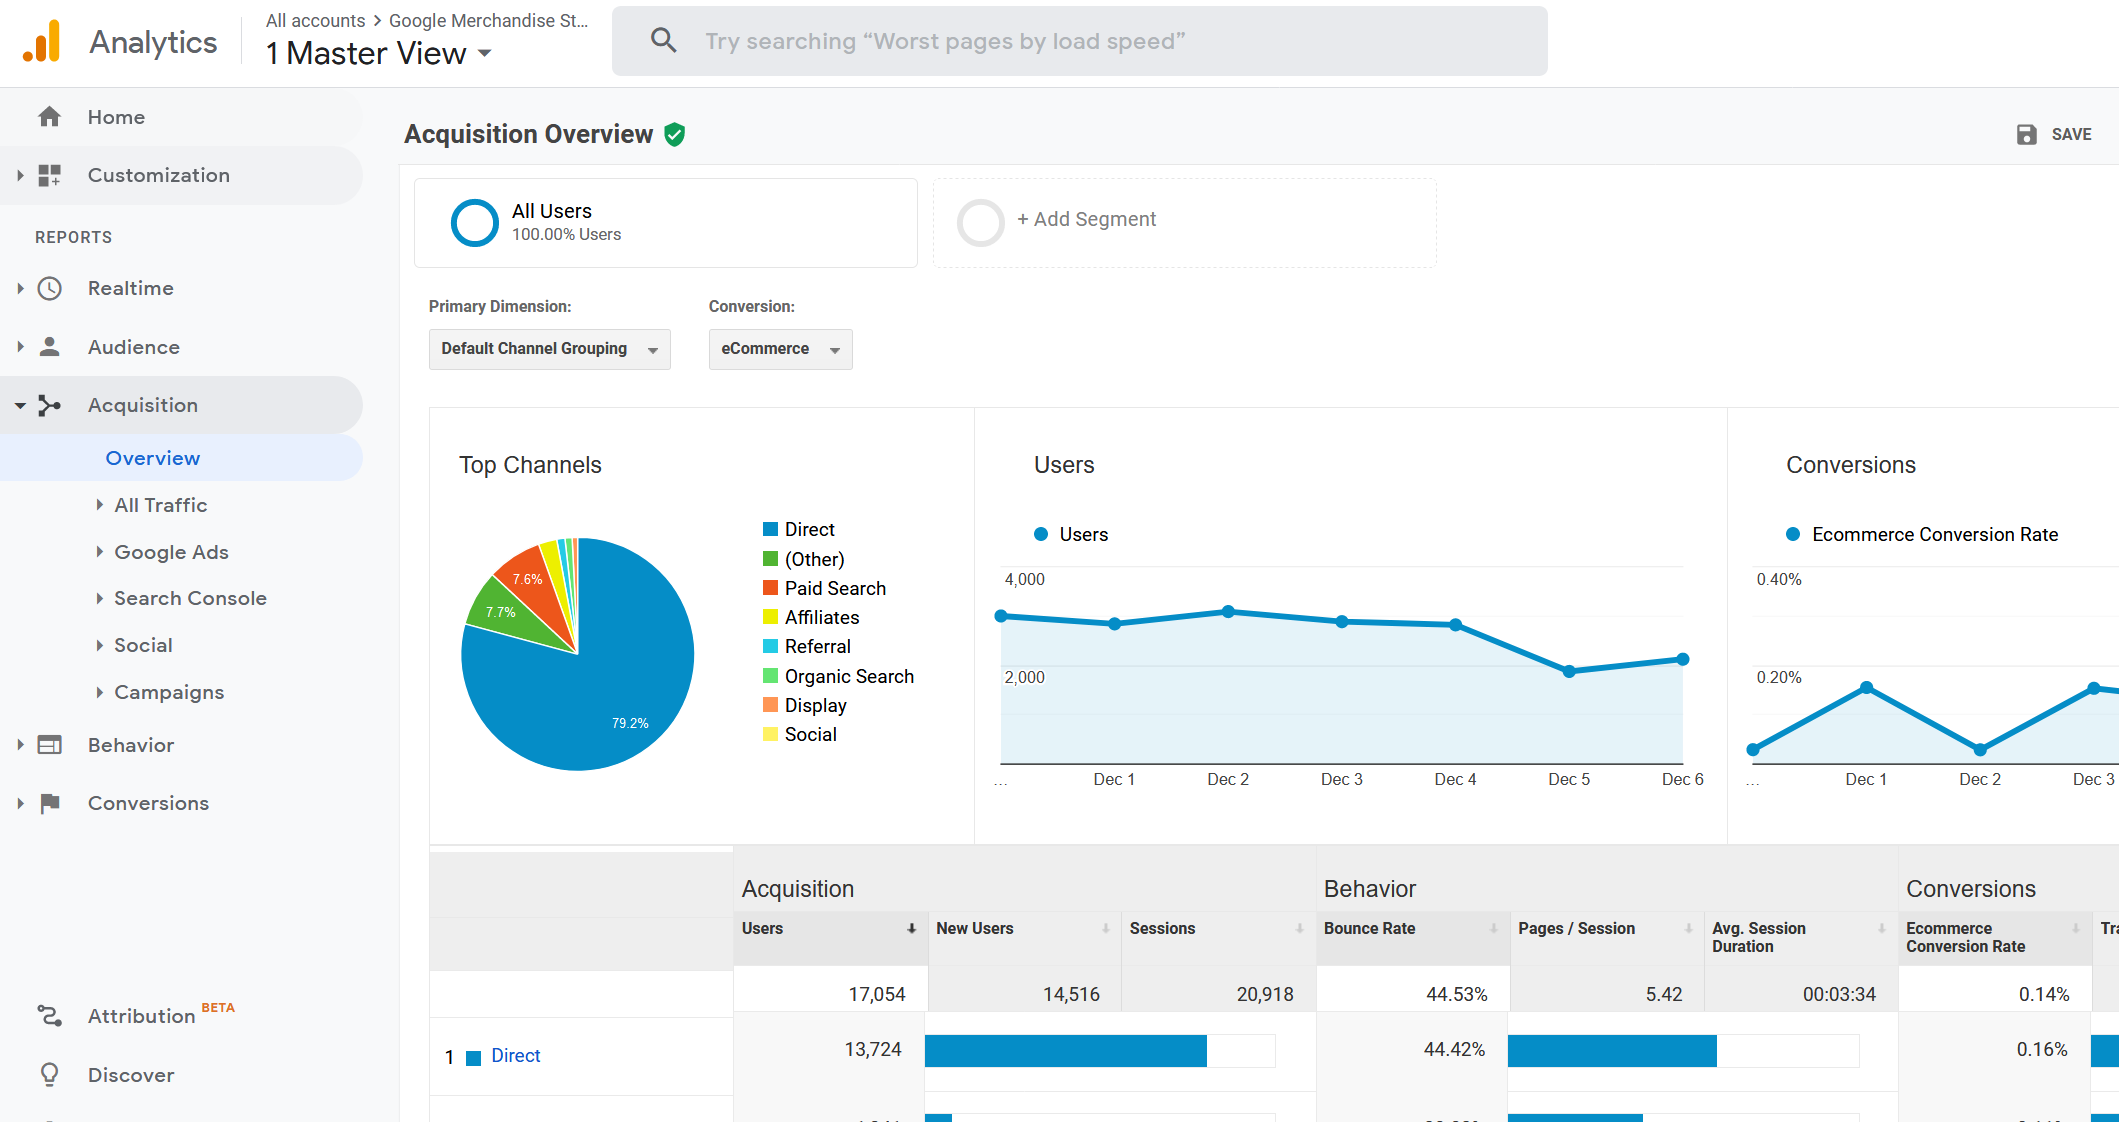 Analytics
All accounts > Google Merchandise St...
1 Master View
Try searching “Worst pages by load speed”
Home
Customization
REPORTS
Realtime
Audience
Acquisition
Overview
All Traffic
Google Ads
Search Console
Social
Campaigns
Behavior
Conversions
Attribution BETA
Discover
Acquisition Overview
SAVE
All Users
100.00% Users
+ Add Segment
Primary Dimension:
Conversion:
Default Channel Grouping
eCommerce
Top Channels
7.6%
7.7%
79.2%
Direct
(Other)
Paid Search
Affiliates
Referral
Organic Search
Display
Social
Users
Users
4,000
2,000
... Dec 1 Dec 2 Dec 3 Dec 4 Dec 5 Dec 6
Conversions
Ecommerce Conversion Rate
0.40%
0.20%
... Dec 1 Dec 2 Dec 3
Acquisition Behavior Conversions
Users New Users Sessions Bounce Rate Pages / Session Avg. Session Duration Ecommerce Conversion Rate
17,054 14,516 20,918 44.53% 5.42 00:03:34 0.14%
1 Direct 13,724 44.42% 0.16%